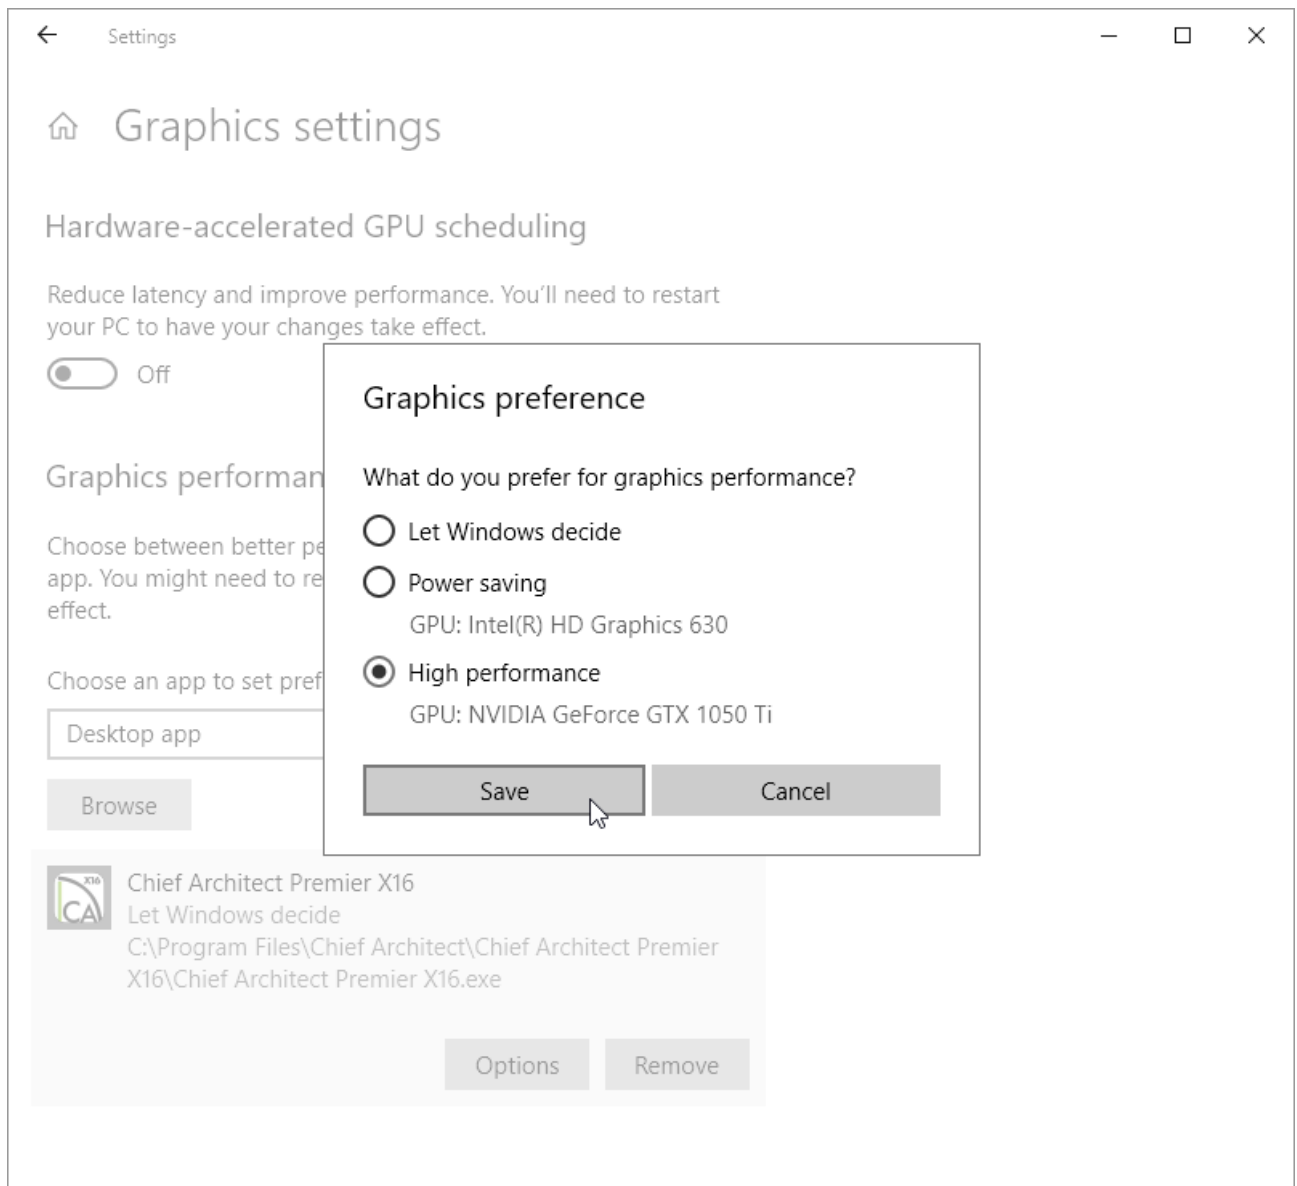 Settings
Graphics settings
Hardware-accelerated GPU scheduling
Reduce latency and improve performance. You'll need to restart
your PC to have your changes take effect.
Off
Graphics performan
Choose between better pe
app. You might need to re
effect.
Choose an app to set pref
Desktop app
Browse
Graphics preference
What do you prefer for graphics performance?
Let Windows decide
Power saving
GPU: Intel(R) HD Graphics 630
High performance
GPU: NVIDIA GeForce GTX 1050 Ti
Save
Cancel
X16
CA
Chief Architect Premier X16
Let Windows decide
C:\Program Files\Chief Architect\Chief Architect Premier
X16\Chief Architect Premier X16.exe
Options
Remove